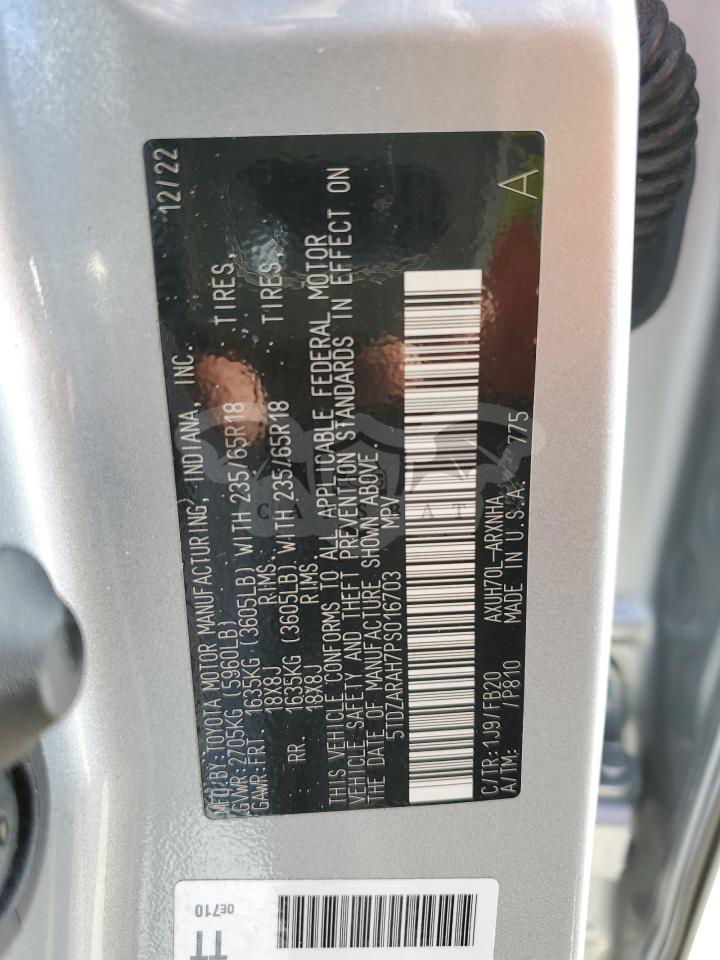 MFD.BY:TOYOTA MOTOR MANUFACTURING, INDIANA, INC. 12/22
GVWR:2705KG (5960LB)
GAWR:FRT. 1635KG (3605LB) WITH 235/65R18 TIRES,
18X8J RIMS.
RR. 1635KG (3605LB) WITH 235/65R18 TIRES,
18X8J RIMS.
THIS VEHICLE CONFORMS TO ALL APPLICABLE FEDERAL MOTOR
VEHICLE SAFETY AND THEFT PREVENTION STANDARDS IN EFFECT ON
THE DATE OF MANUFACTURE SHOWN ABOVE.
5TDZARAH7PS016703 MPV
C/TR:1J9/FB20 AXUH70L-ARXNHA
A/TM: /P810 MADE IN U.S.A. 775 A
CARSBAT
0E710
TT